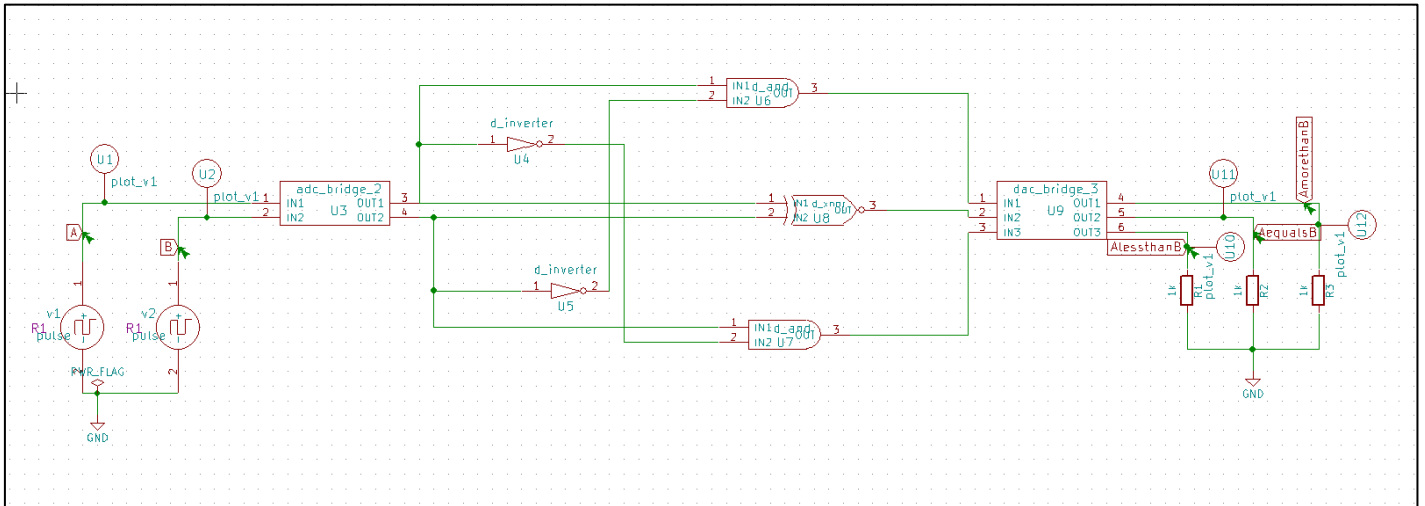 1
IN1 d_and OUT 3
2
IN2 U6
d_inverter
1 2
U4
U1
plot_v1
U2
plot_v1
adc_bridge_2
1 IN1 OUT1 3
2 IN2 OUT2 4
U3
1 IN1 d_xnor OUT 3
2 IN2 U8
dac_bridge_3
1 IN1 OUT1 4
2 IN2 OUT2 5
3 IN3 OUT3 6
U9
U11
plot_v1
AmorethanB
U12
plot_v1
A
B
AlessthanB
U10
plot_v1
AequalsB
d_inverter
1 2
U5
1k R1
1k R2
1k R3
1
v1
R1
pulse
2
1
v2
R1
pulse
2
1 IN1 d_and OUT 3
2 IN2 U7
PWR_FLAG
GND
GND